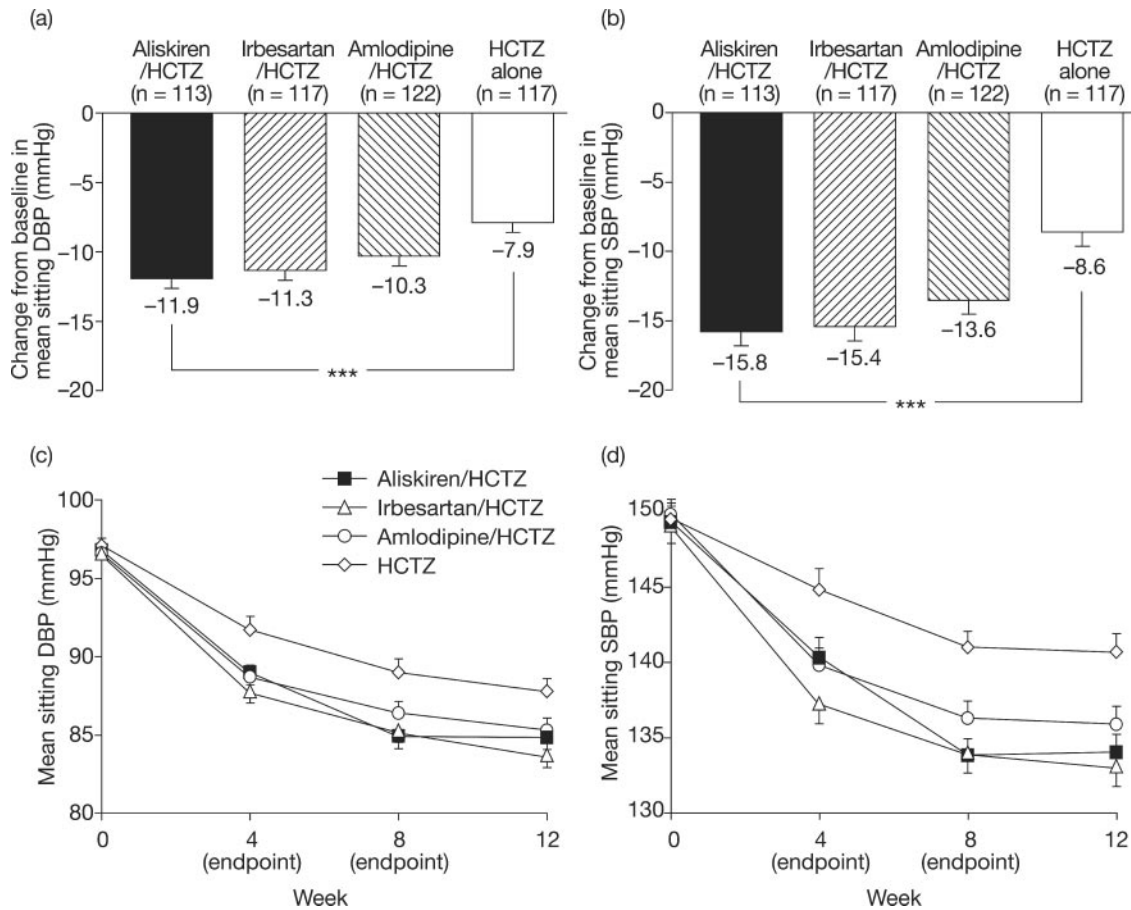 (a)
Aliskiren Irbesartan Amlodipine HCTZ
/HCTZ /HCTZ /HCTZ alone
(n = 113) (n = 117) (n = 122) (n = 117)
0
–5
–10
–15
–20
Change from baseline in
mean sitting DBP (mmHg)
–11.9
–11.3
–10.3
–7.9
***
(b)
Aliskiren Irbesartan Amlodipine HCTZ
/HCTZ /HCTZ /HCTZ alone
(n = 113) (n = 117) (n = 122) (n = 117)
0
–5
–10
–15
–20
Change from baseline in
mean sitting SBP (mmHg)
–15.8
–15.4
–13.6
–8.6
***
(c)
Aliskiren/HCTZ
Irbesartan/HCTZ
Amlodipine/HCTZ
HCTZ
100
95
90
85
80
Mean sitting DBP (mmHg)
0 4 8 12
(endpoint) (endpoint)
Week
(d)
150
145
140
135
130
Mean sitting SBP (mmHg)
0 4 8 12
(endpoint) (endpoint)
Week